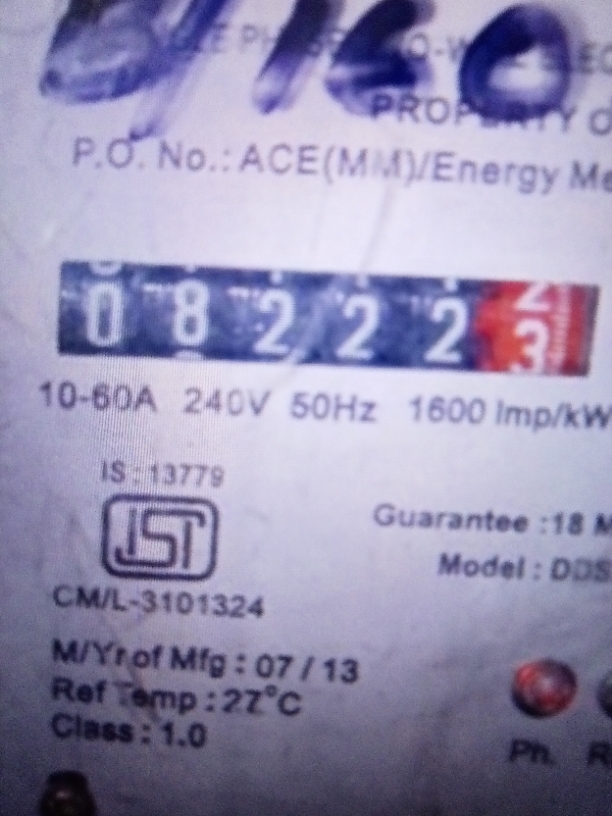 PROPERTY O
P.O. No.: ACE(MM)/Energy Me
0 8 2 2 2 3
10-60A 240V 50Hz 1600 Imp/kW
IS : 13779
ISI
CM/L-3101324
Guarantee :18 M
Model : DDS
M/Yr of Mfg : 07 / 13
Ref Temp : 27°C
Class : 1.0
Ph.